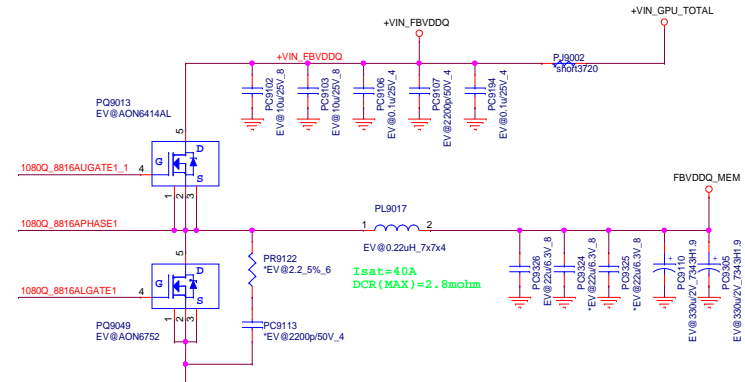 +VIN_GPU_TOTAL
+VIN_FBVDDQ
+VIN_FBVDDQ
PJ9002
*short3720
PC9102
EV@10u/25V_8
PC9103
EV@10u/25V_8
PC9106
EV@0.1u/25V_4
PC9107
EV@2200p/50V_4
PC9194
EV@0.1u/25V_4
PQ9013
EV@AON6414AL
5
D
G
S
4
1
2
3
1080Q_8816AUGATE1_1
1080Q_8816APHASE1
FBVDDQ_MEM
PL9017
1
2
EV@0.22uH_7x7x4
Isat=40A
DCR(MAX)=2.8mohm
PR9122
*EV@2.2_5%_6
PC9113
*EV@2200p/50V_4
5
D
G
S
4
1
2
3
1080Q_8816ALGATE1
PQ9049
EV@AON6752
PC9326
EV@22u/6.3V_8
PC9324
*EV@22u/6.3V_8
PC9325
*EV@22u/6.3V_8
+
PC9110
EV@330u/2V_7343H1.9
+
PC9305
EV@330u/2V_7343H1.9